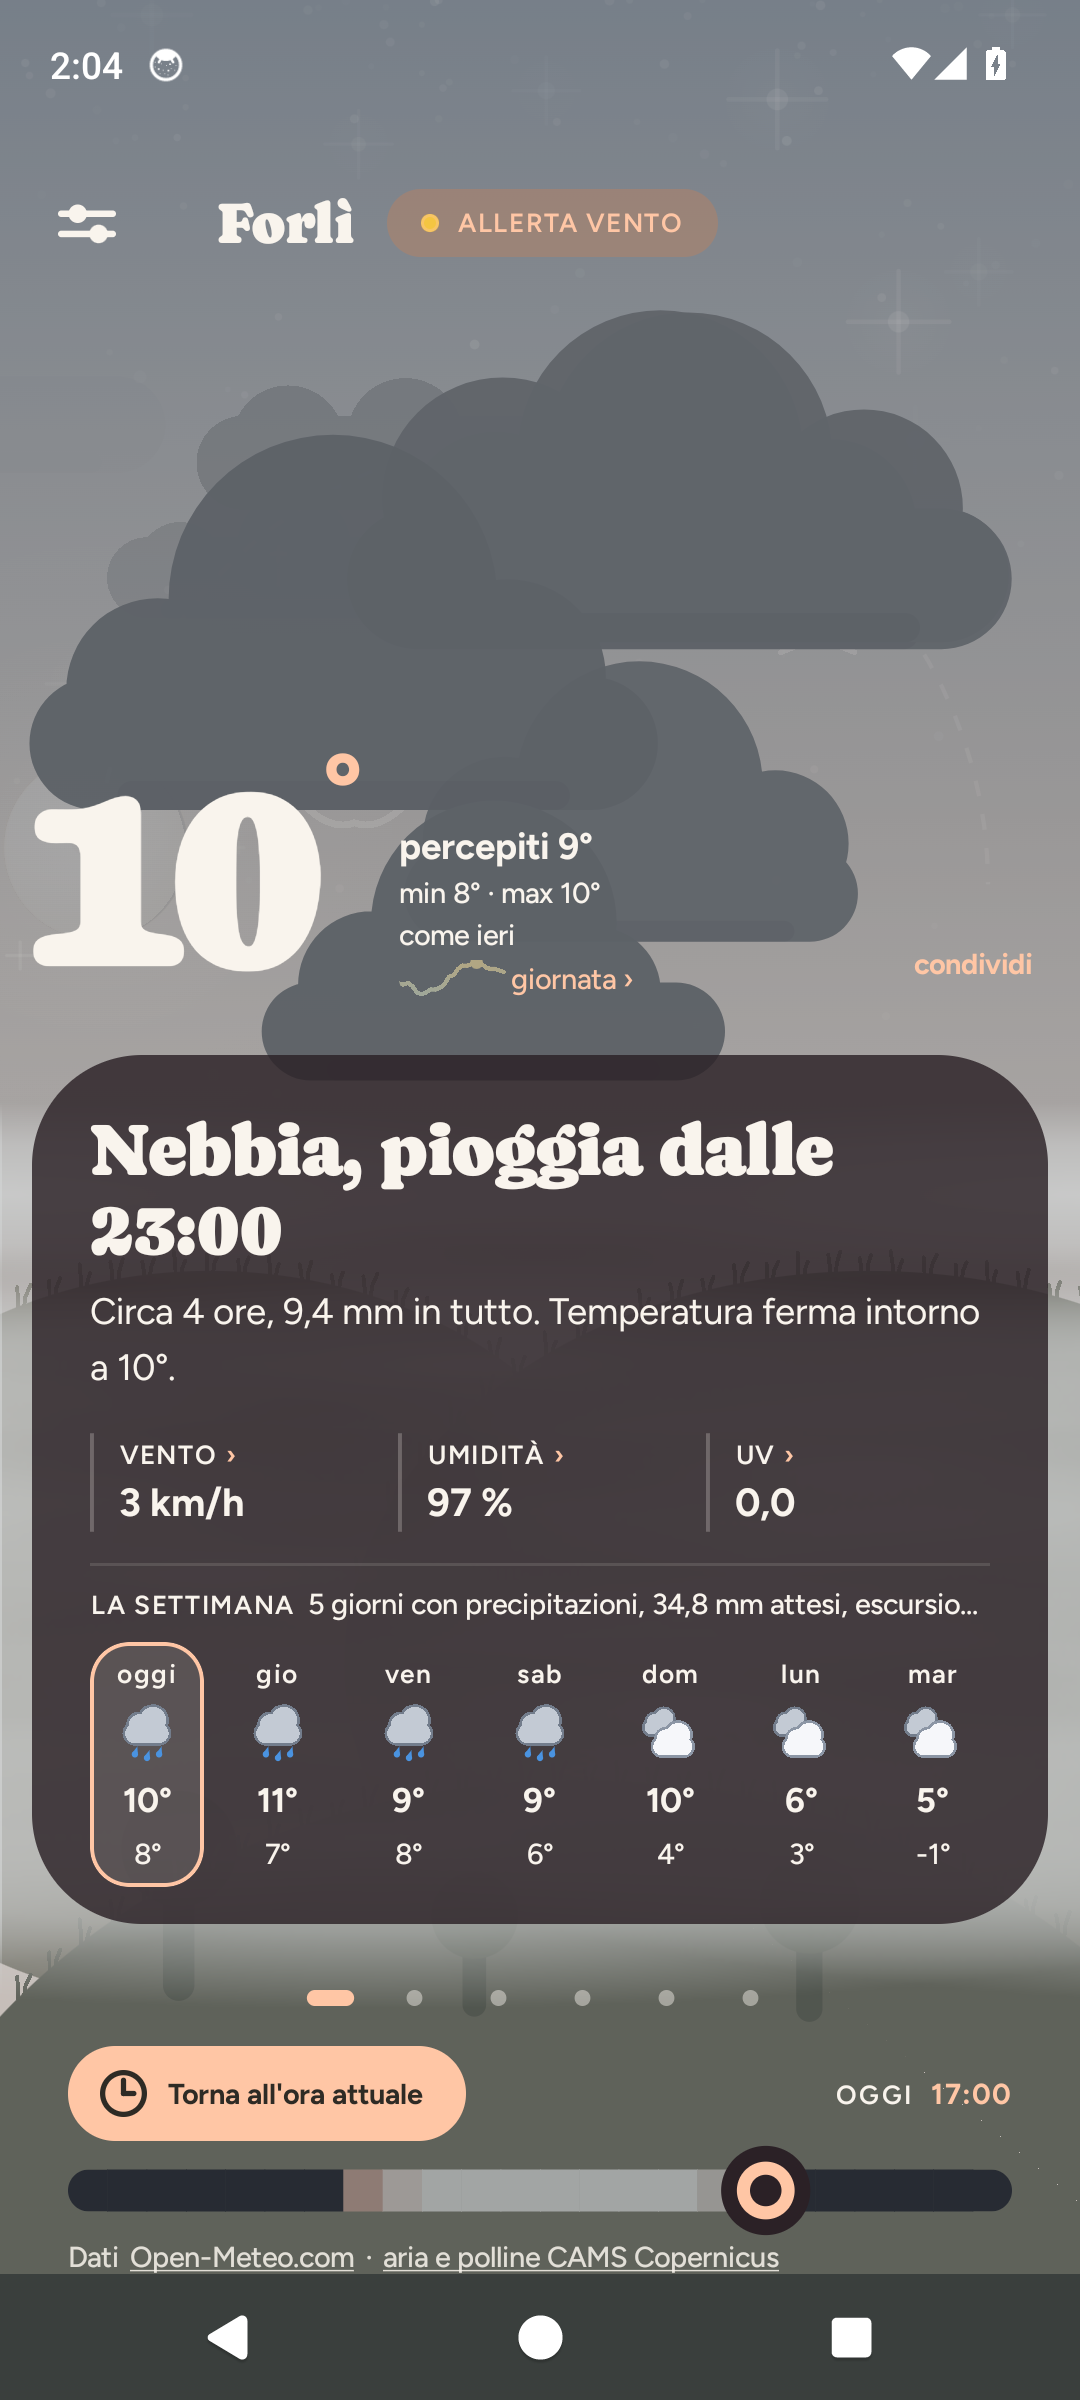 2:04
Forlì
ALLERTA VENTO
10°
percepiti 9°
min 8° · max 10°
come ieri
giornata ›
condividi
Nebbia, pioggia dalle
23:00
Circa 4 ore, 9,4 mm in tutto. Temperatura ferma intorno
a 10°.
VENTO › UMIDITÀ › UV ›
3 km/h 97 % 0,0
LA SETTIMANA 5 giorni con precipitazioni, 34,8 mm attesi, escursio...
oggi gio ven sab dom lun mar
10° 11° 9° 9° 10° 6° 5°
8° 7° 8° 6° 4° 3° -1°
Torna all'ora attuale
OGGI 17:00
Dati Open-Meteo.com · aria e polline CAMS Copernicus